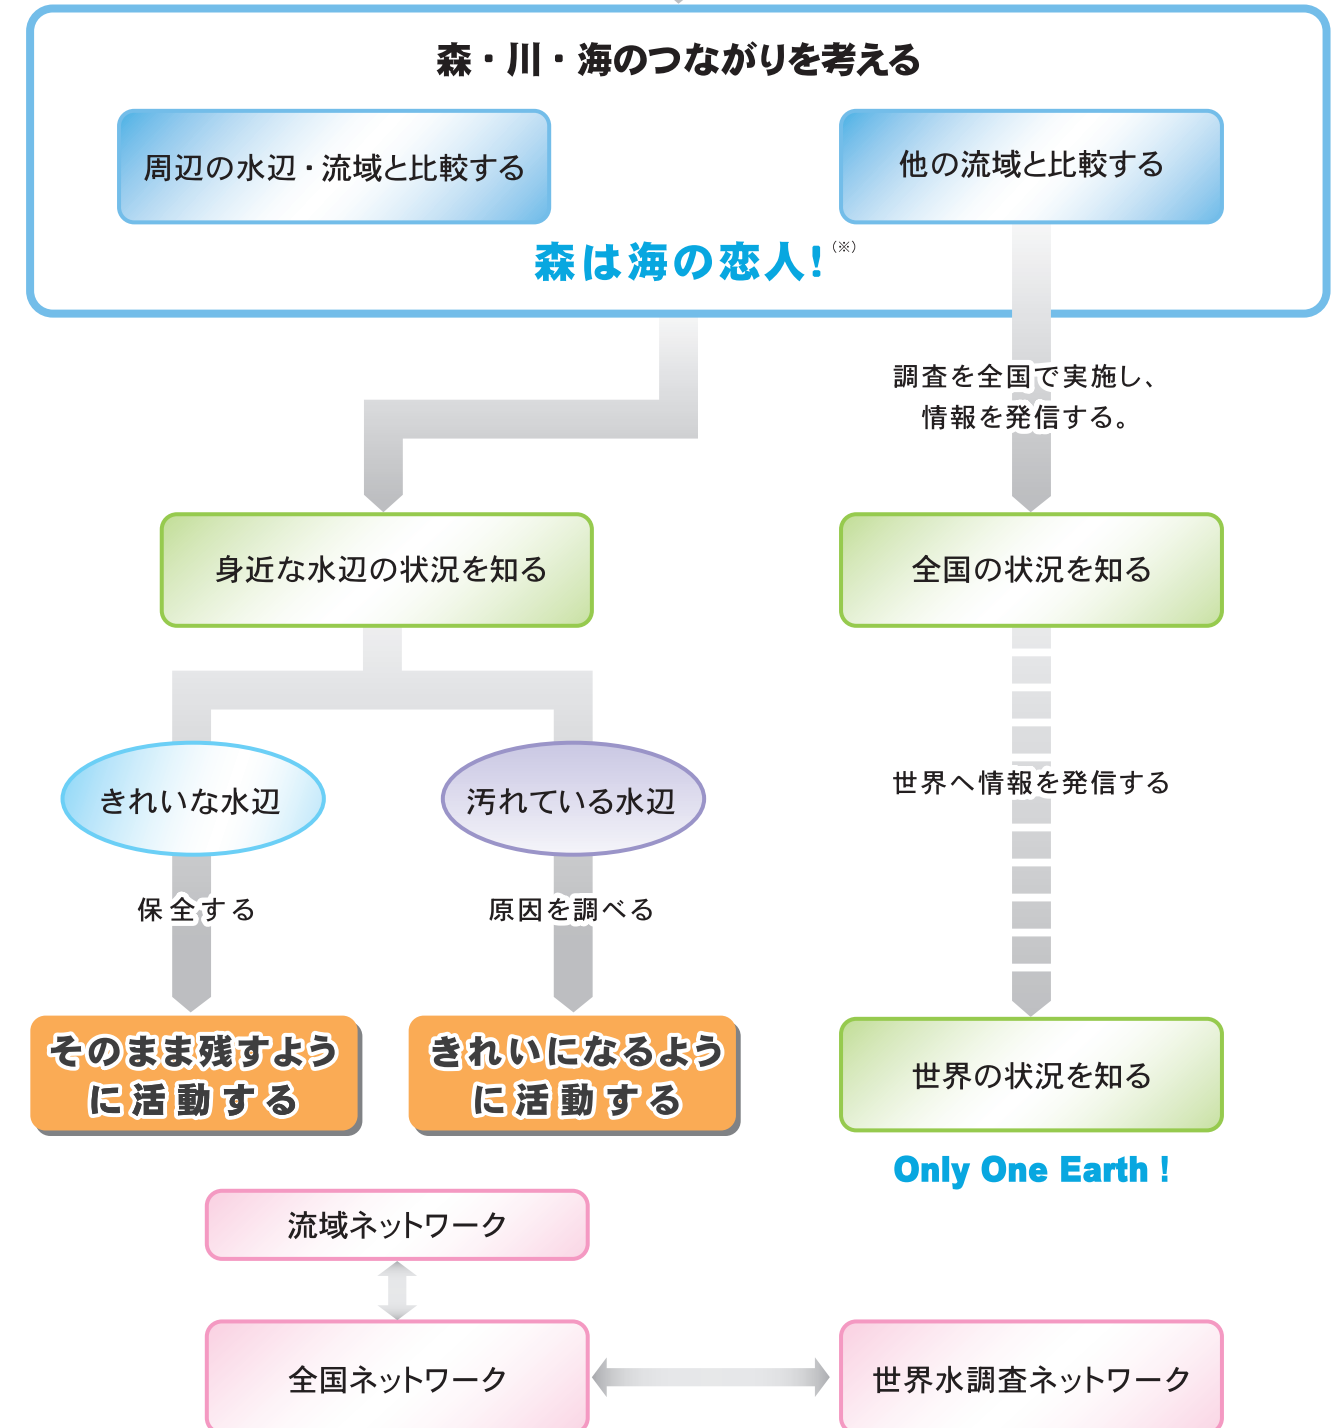 森・川・海のつながりを考える
周辺の水辺・流域と比較する
他の流域と比較する
森は海の恋人!(※)
調査を全国で実施し、
情報を発信する。
身近な水辺の状況を知る
全国の状況を知る
きれいな水辺
汚れている水辺
世界へ情報を発信する
保全する
原因を調べる
そのまま残すよう
に活動する
きれいになるよう
に活動する
世界の状況を知る
Only One Earth !
流域ネットワーク
全国ネットワーク
世界水調査ネットワーク